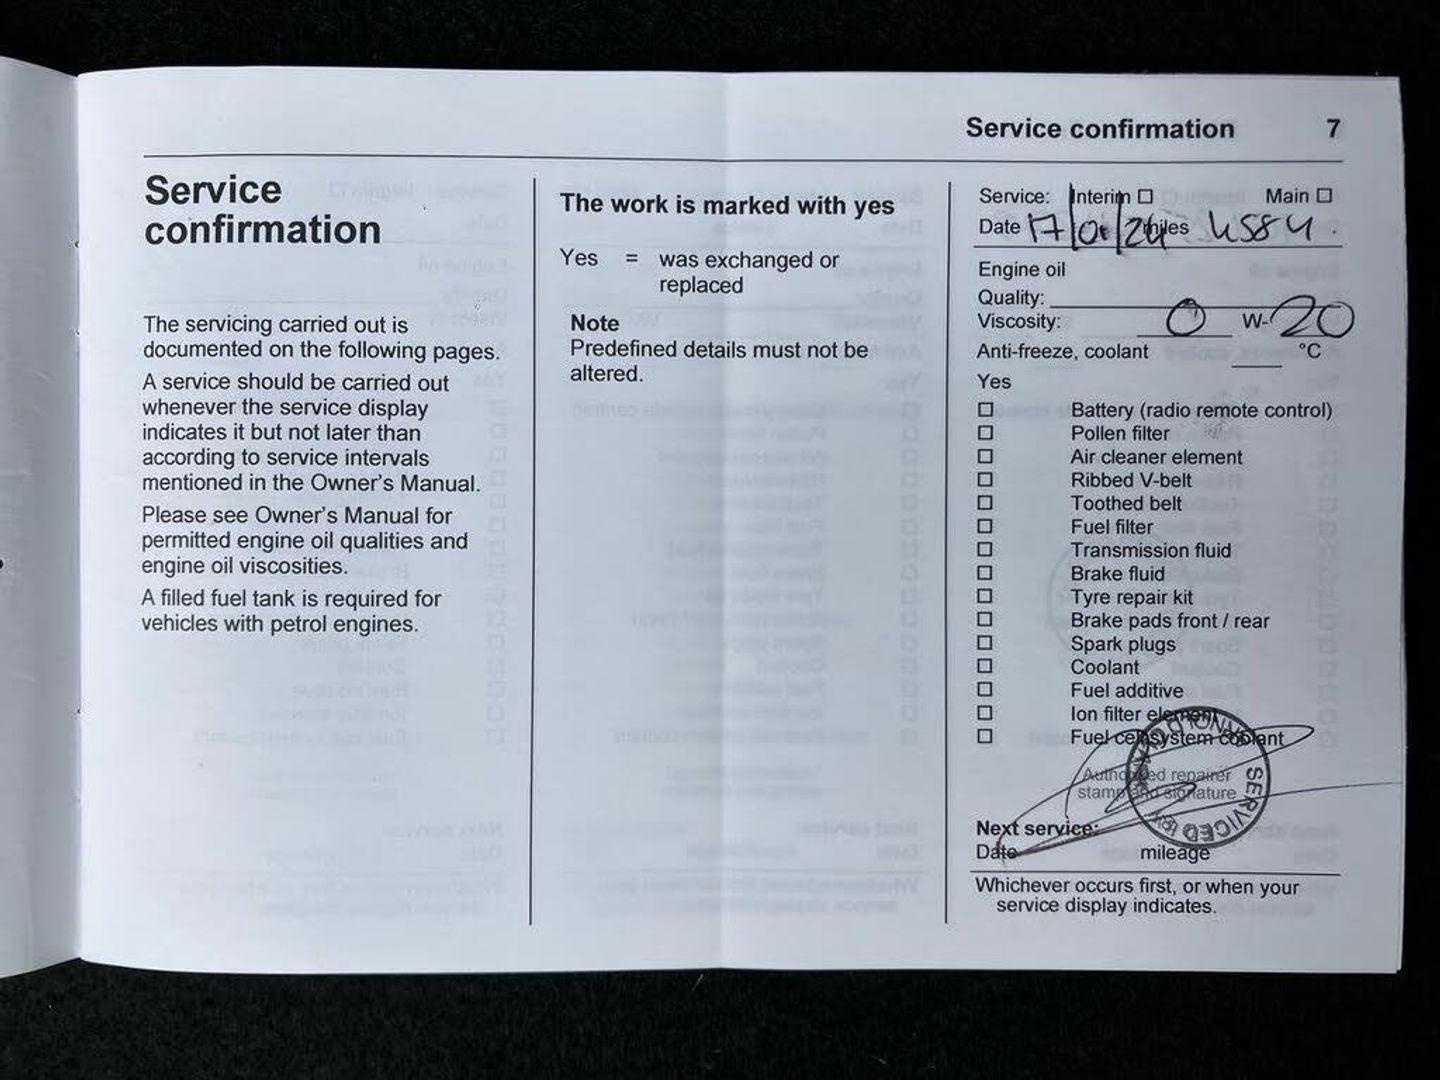 Service confirmation 7
Service
confirmation
The servicing carried out is
documented on the following pages.
A service should be carried out
whenever the service display
indicates it but not later than
according to service intervals
mentioned in the Owner's Manual.
Please see Owner's Manual for
permitted engine oil qualities and
engine oil viscosities.
A filled fuel tank is required for
vehicles with petrol engines.
The work is marked with yes
Yes = was exchanged or
replaced
Note
Predefined details must not be
altered.
Service: Interim ☐ Main ☐
Date 17/01/24 miles 4584.
Engine oil
Quality:
Viscosity: 0 W-20
Anti-freeze, coolant °C
Yes
☐ Battery (radio remote control)
☐ Pollen filter
☐ Air cleaner element
☐ Ribbed V-belt
☐ Toothed belt
☐ Fuel filter
☐ Transmission fluid
☐ Brake fluid
☐ Tyre repair kit
☐ Brake pads front / rear
☐ Spark plugs
☐ Coolant
☐ Fuel additive
☐ Ion filter element
☐ Fuel cell system coolant
Authorized repairer
stamp and signature
SERVICED BY
Next service:
Date mileage
Whichever occurs first, or when your
service display indicates.